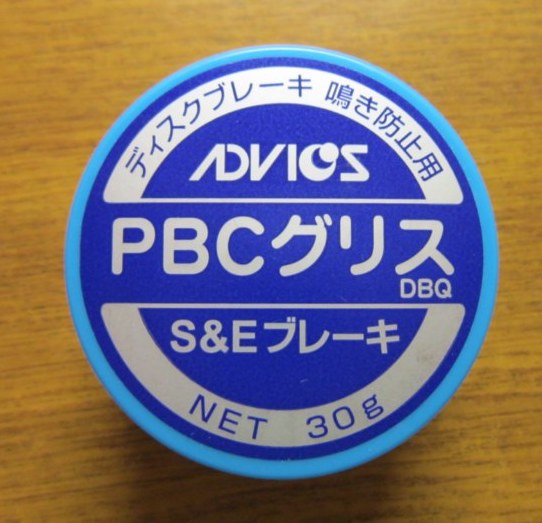 ディスクブレーキ 鳴き防止用
ADVICS
PBCグリス
DBQ
S&Eブレーキ
NET 30g